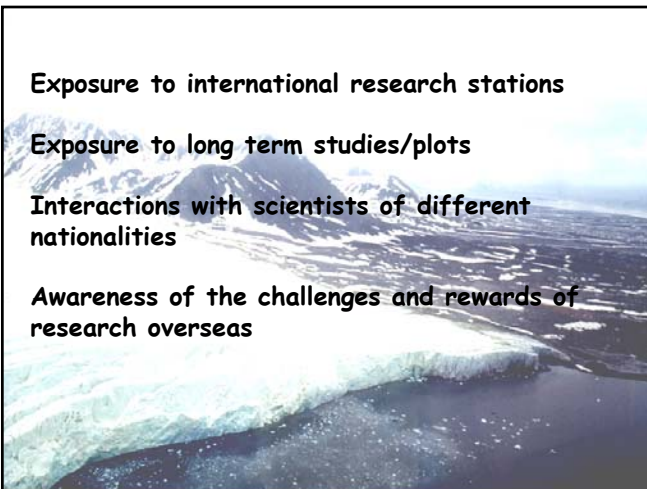 Exposure to international research stations
Exposure to long term studies/plots
Interactions with scientists of different
nationalities
Awareness of the challenges and rewards of
research overseas